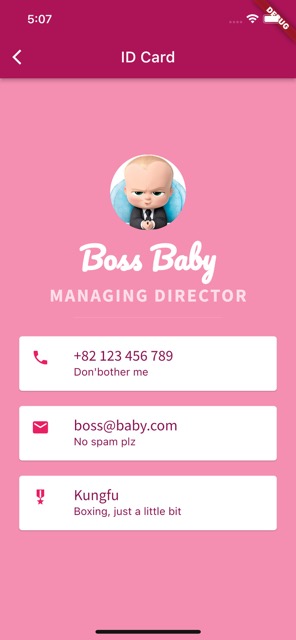 5:07
DEBUG
ID Card
Boss Baby
MANAGING DIRECTOR
+82 123 456 789
Don'bother me
boss@baby.com
No spam plz
Kungfu
Boxing, just a little bit